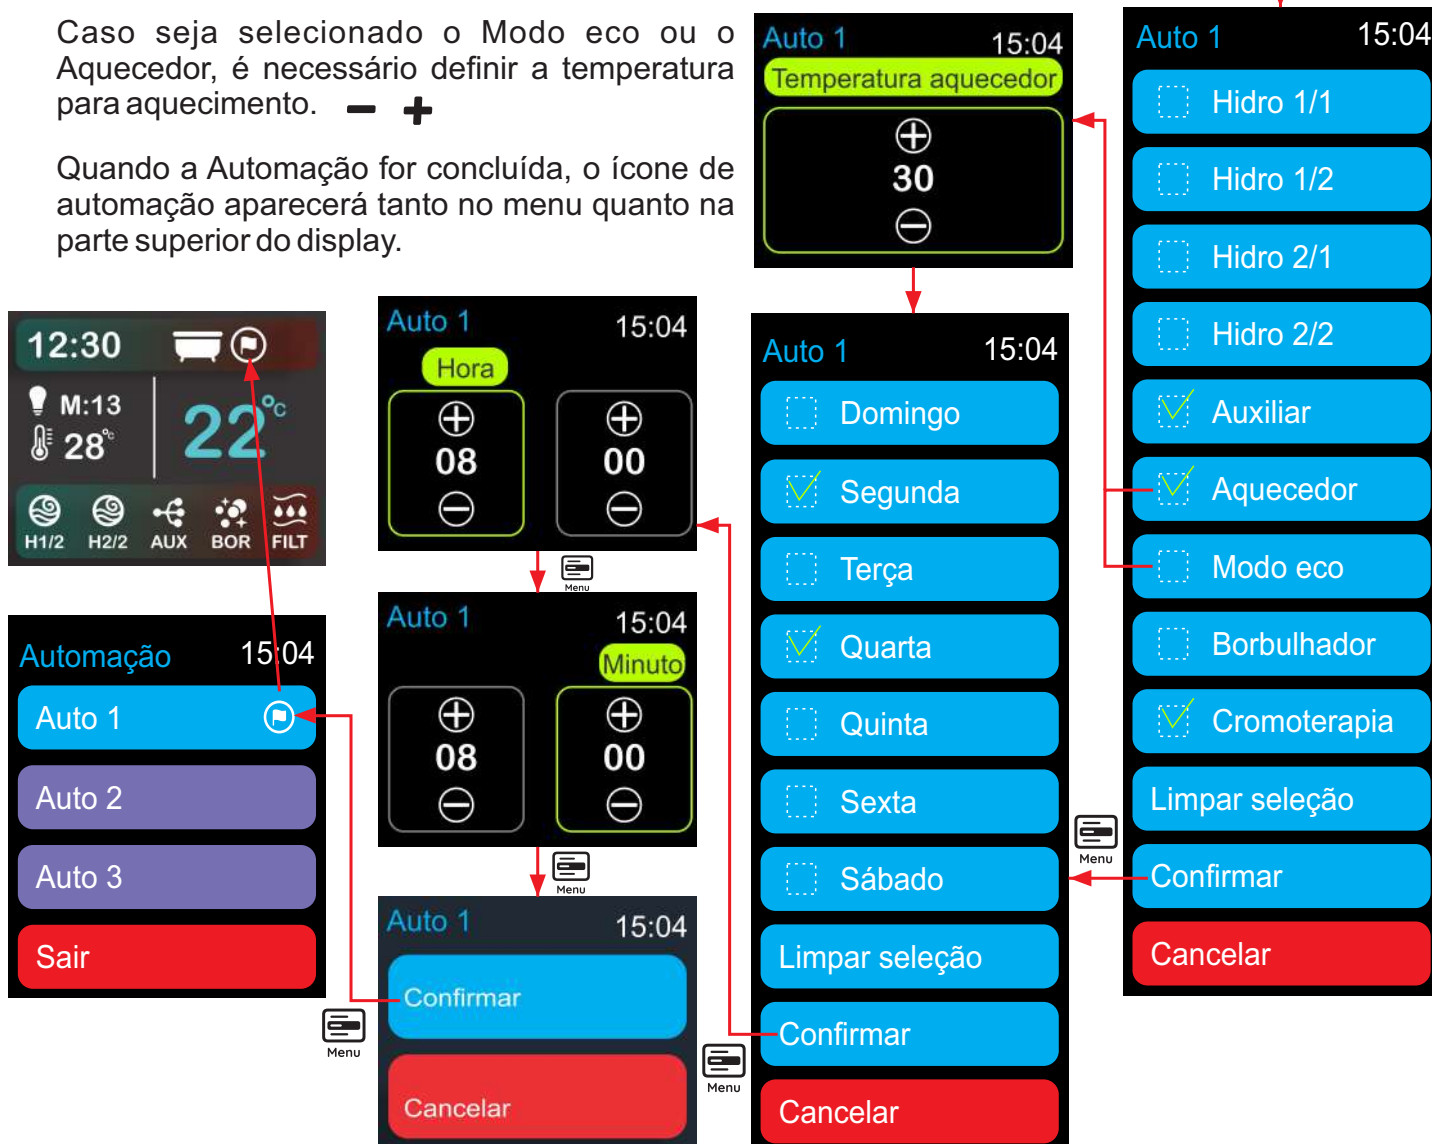 Caso seja selecionado o Modo eco ou o
Aquecedor, é necessário definir a temperatura
para aquecimento. − +
Quando a Automação for concluída, o ícone de
automação aparecerá tanto no menu quanto na
parte superior do display.
12:30
M:13
28°c
22°c
H1/2 H2/2 AUX BOR FILT
Automação 15:04
Auto 1
Auto 2
Auto 3
Sair
Menu
Auto 1 15:04
Hora
08 00
Menu
Auto 1 15:04
Minuto
08 00
Menu
Auto 1 15:04
Confirmar
Cancelar
Menu
Auto 1 15:04
Temperatura aquecedor
30
Auto 1 15:04
Domingo
Segunda
Terça
Quarta
Quinta
Sexta
Sábado
Limpar seleção
Confirmar
Cancelar
Menu
Auto 1 15:04
Hidro 1/1
Hidro 1/2
Hidro 2/1
Hidro 2/2
Auxiliar
Aquecedor
Modo eco
Borbulhador
Cromoterapia
Limpar seleção
Confirmar
Cancelar